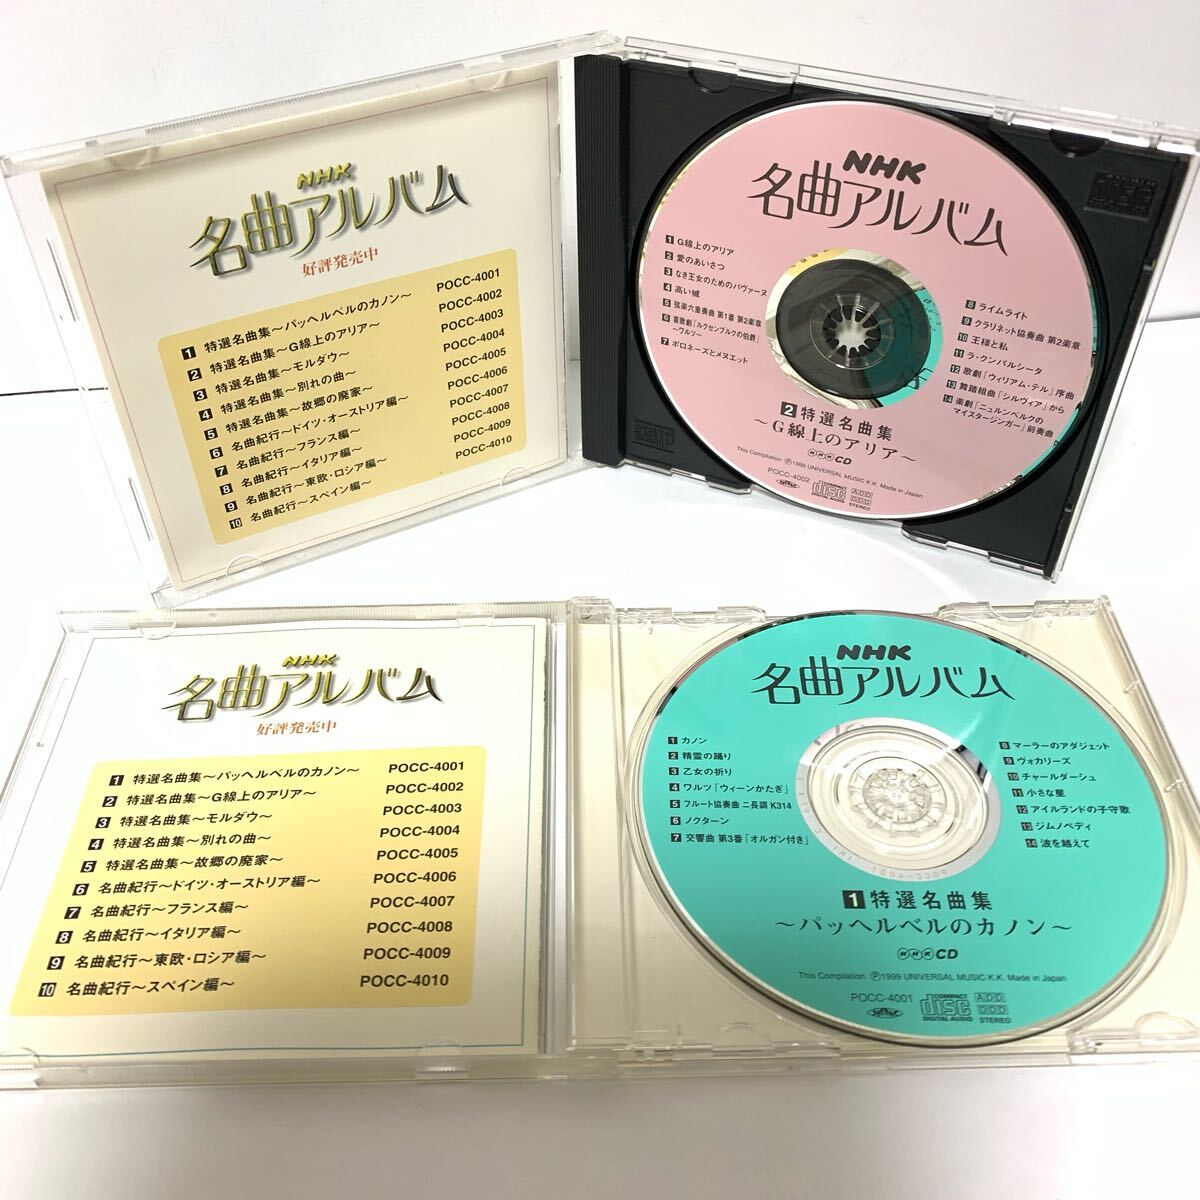 NHK
名曲アルバム
好評発売中
1 特選名曲集～パッヘルベルのカノン～ POCC-4001
2 特選名曲集～G線上のアリア～ POCC-4002
3 特選名曲集～モルダウ～ POCC-4003
4 特選名曲集～別れの曲～ POCC-4004
5 特選名曲集～故郷の廃家～ POCC-4005
6 名曲紀行～ドイツ・オーストリア編～ POCC-4006
7 名曲紀行～フランス編～ POCC-4007
8 名曲紀行～イタリア編～ POCC-4008
9 名曲紀行～東欧・ロシア編～ POCC-4009
10 名曲紀行～スペイン編～ POCC-4010
NHK
名曲アルバム
1 G線上のアリア
2 愛のあいさつ
3 なき王女のためのパヴァーヌ
4 高い城
5 弦楽六重奏曲 第1番 第2楽章
6 喜歌劇「ルクセンブルクの伯爵」
～ワルツ～
7 ポロネーズとメヌエット
8 ライムライト
9 クラリネット協奏曲 第2楽章
10 王様と私
11 ラ・クンパルシータ
12 歌劇「ウィリアム・テル」序曲
13 舞踏組曲「シルヴィア」から
14 楽劇「ニュルンベルクの
マイスタージンガー」前奏曲
2 特選名曲集
～G線上のアリア～
NHK CD
This Compilation Ⓟ1999 UNIVERSAL MUSIC K.K. Made in Japan
POCC-4002
COMPACT disc DIGITAL AUDIO
ADD
DDD
STEREO
NHK
名曲アルバム
好評発売中
1 特選名曲集～パッヘルベルのカノン～ POCC-4001
2 特選名曲集～G線上のアリア～ POCC-4002
3 特選名曲集～モルダウ～ POCC-4003
4 特選名曲集～別れの曲～ POCC-4004
5 特選名曲集～故郷の廃家～ POCC-4005
6 名曲紀行～ドイツ・オーストリア編～ POCC-4006
7 名曲紀行～フランス編～ POCC-4007
8 名曲紀行～イタリア編～ POCC-4008
9 名曲紀行～東欧・ロシア編～ POCC-4009
10 名曲紀行～スペイン編～ POCC-4010
NHK
名曲アルバム
1 カノン
2 精霊の踊り
3 乙女の祈り
4 ワルツ「ウィーンかたぎ」
5 フルート協奏曲 ニ長調 K314
6 ノクターン
7 交響曲 第3番「オルガン付き」
8 マーラーのアダジェット
9 ヴォカリーズ
10 チャールダーシュ
11 小さな星
12 アイルランドの子守歌
13 ジムノペディ
14 波を越えて
1 特選名曲集
～パッヘルベルのカノン～
NHK CD
This Compilation Ⓟ1999 UNIVERSAL MUSIC K.K. Made in Japan
POCC-4001
COMPACT disc DIGITAL AUDIO
ADD
DDD
STEREO